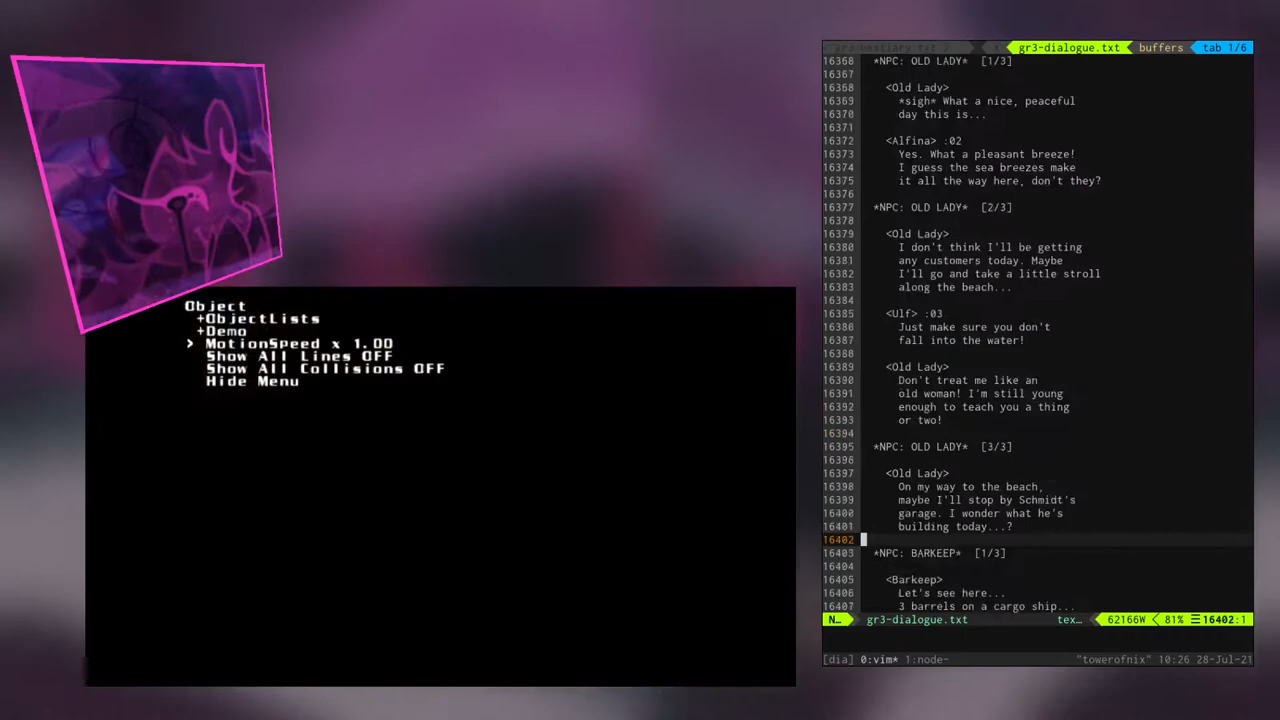 Object
+ObjectLists
+Demo
> MotionSpeed x 1.00
Show All Lines OFF
Show All Collisions OFF
Hide Menu
gr3-bestiary.txt gr3-dialogue.txt buffers tab 1/6
16368 *NPC: OLD LADY* [1/3]
16367
16368 <Old Lady>
16369 *sigh* What a nice, peaceful
16370 day this is...
16371
16372 <Alfina> :02
16373 Yes. What a pleasant breeze!
16374 I guess the sea breezes make
16375 it all the way here, don't they?
16376
16377 *NPC: OLD LADY* [2/3]
16378
16379 <Old Lady>
16380 I don't think I'll be getting
16381 any customers today. Maybe
16382 I'll go and take a little stroll
16383 along the beach...
16384
16385 <Ulf> :03
16386 Just make sure you don't
16387 fall into the water!
16388
16389 <Old Lady>
16390 Don't treat me like an
16391 old woman! I'm still young
16392 enough to teach you a thing
16393 or two!
16394
16395 *NPC: OLD LADY* [3/3]
16396
16397 <Old Lady>
16398 On my way to the beach,
16399 maybe I'll stop by Schmidt's
16400 garage. I wonder what he's
16401 building today...?
16402
16403 *NPC: BARKEEP* [1/3]
16404
16405 <Barkeep>
16406 Let's see here...
16407 3 barrels on a cargo ship...
N… gr3-dialogue.txt tex… 62166W 81% ☰16402:1
[dia] 0:vim* 1:node- "towerofnix" 10:26 28-Jul-21